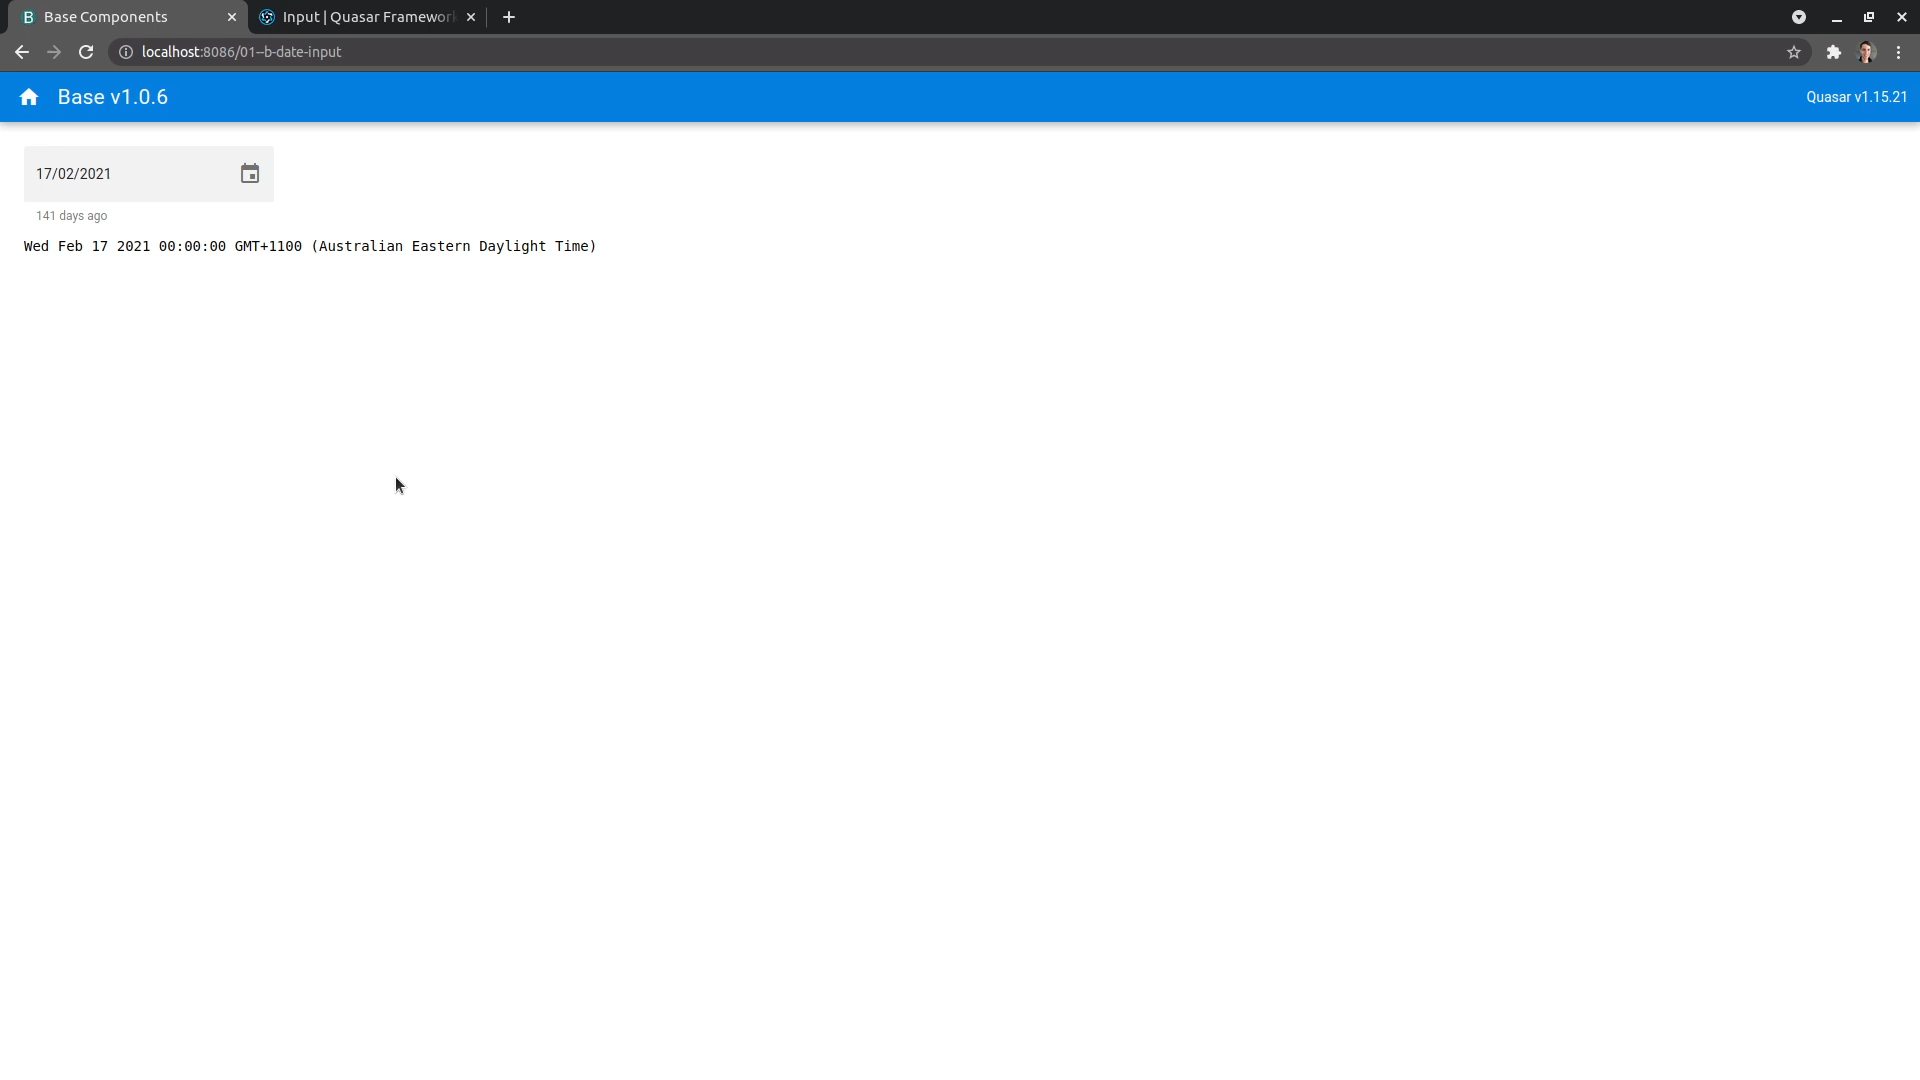 B Base Components
Input | Quasar Framework
localhost:8086/01--b-date-input
Base v1.0.6
Quasar v1.15.21
17/02/2021
141 days ago
Wed Feb 17 2021 00:00:00 GMT+1100 (Australian Eastern Daylight Time)